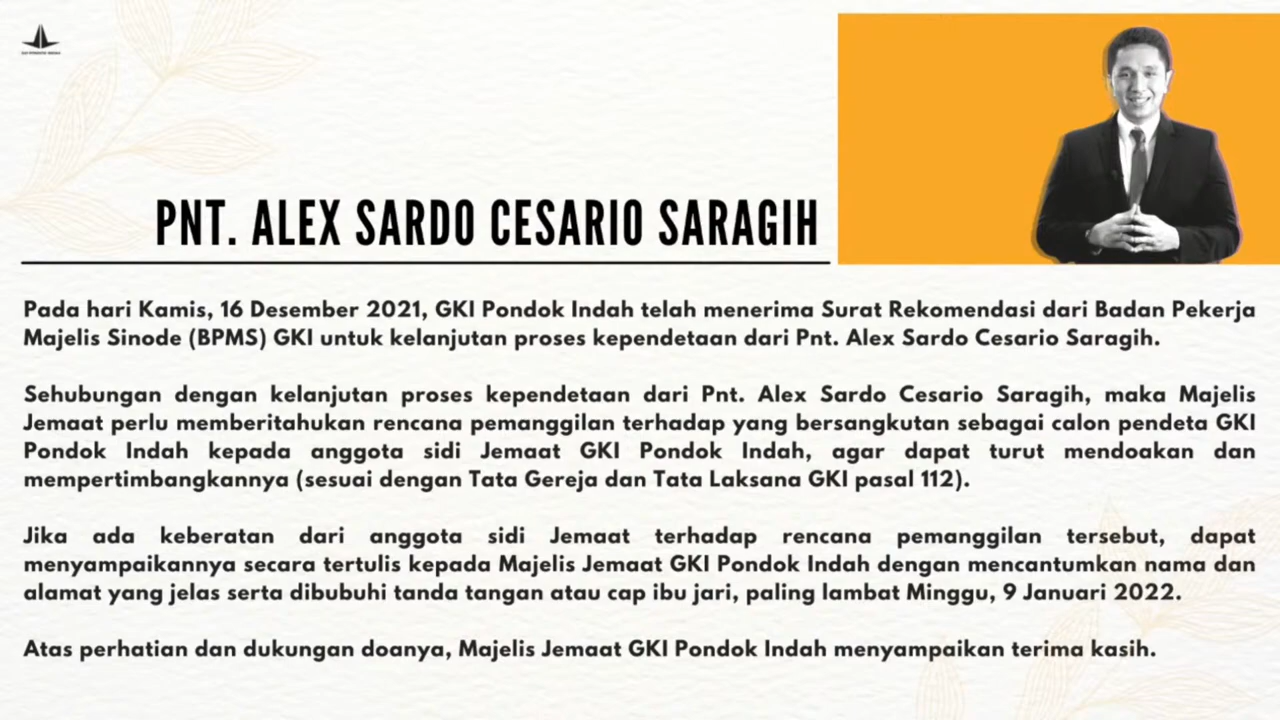 PNT. ALEX SARDO CESARIO SARAGIH
Pada hari Kamis, 16 Desember 2021, GKI Pondok Indah telah menerima Surat Rekomendasi dari Badan Pekerja
Majelis Sinode (BPMS) GKI untuk kelanjutan proses kependetaan dari Pnt. Alex Sardo Cesario Saragih.
Sehubungan dengan kelanjutan proses kependetaan dari Pnt. Alex Sardo Cesario Saragih, maka Majelis
Jemaat perlu memberitahukan rencana pemanggilan terhadap yang bersangkutan sebagai calon pendeta GKI
Pondok Indah kepada anggota sidi Jemaat GKI Pondok Indah, agar dapat turut mendoakan dan
mempertimbangkannya (sesuai dengan Tata Gereja dan Tata Laksana GKI pasal 112).
Jika ada keberatan dari anggota sidi Jemaat terhadap rencana pemanggilan tersebut, dapat
menyampaikannya secara tertulis kepada Majelis Jemaat GKI Pondok Indah dengan mencantumkan nama dan
alamat yang jelas serta dibubuhi tanda tangan atau cap ibu jari, paling lambat Minggu, 9 Januari 2022.
Atas perhatian dan dukungan doanya, Majelis Jemaat GKI Pondok Indah menyampaikan terima kasih.